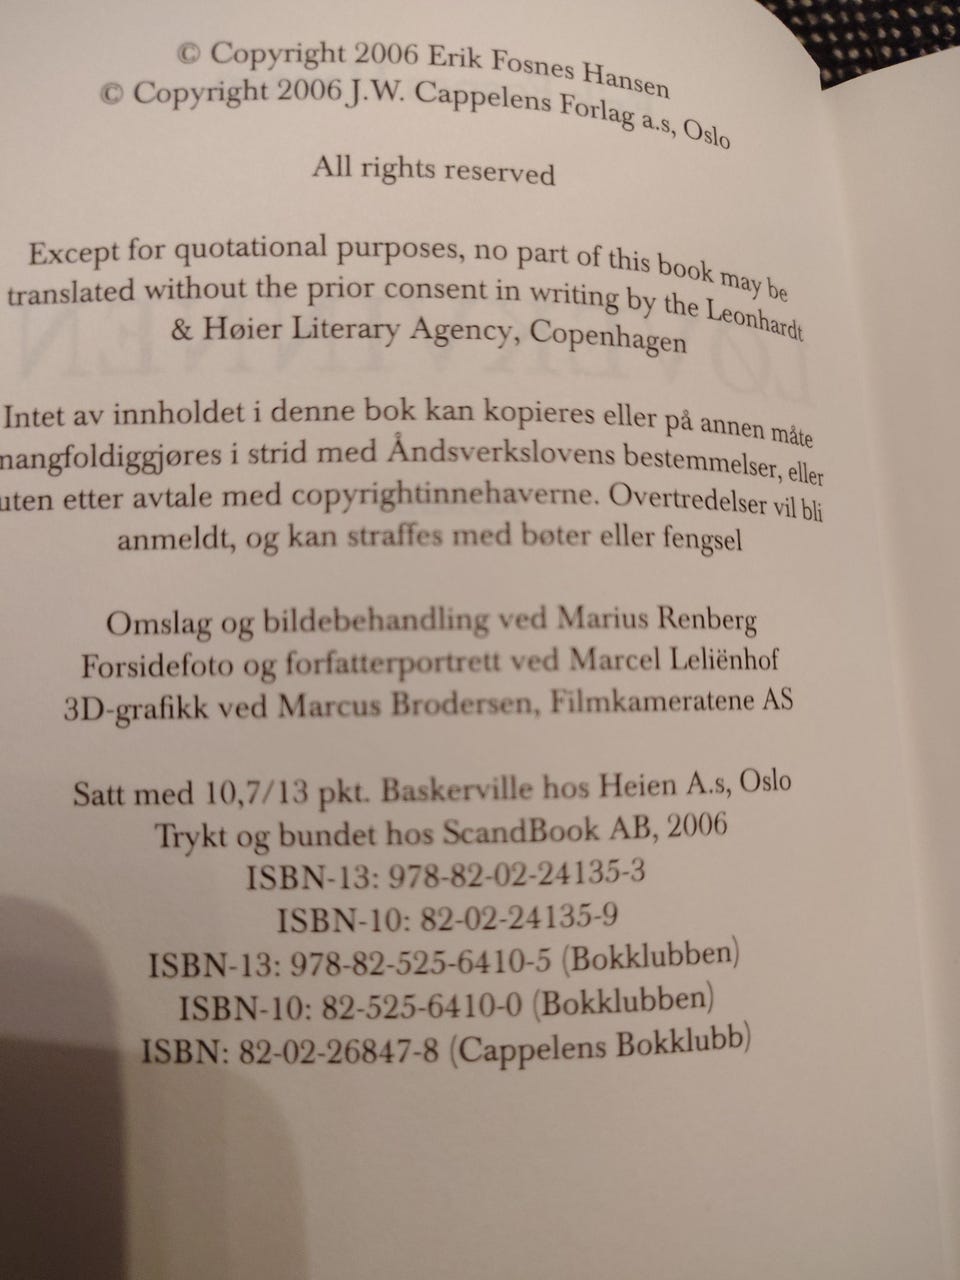 © Copyright 2006 Erik Fosnes Hansen
© Copyright 2006 J.W. Cappelens Forlag a.s, Oslo
All rights reserved
Except for quotational purposes, no part of this book may be
translated without the prior consent in writing by the Leonhardt
& Høier Literary Agency, Copenhagen
Intet av innholdet i denne bok kan kopieres eller på annen måte
mangfoldiggjøres i strid med Åndsverkslovens bestemmelser, eller
uten etter avtale med copyrightinnehaverne. Overtredelser vil bli
anmeldt, og kan straffes med bøter eller fengsel
Omslag og bildebehandling ved Marius Renberg
Forsidefoto og forfatterportrett ved Marcel Leliënhof
3D-grafikk ved Marcus Brodersen, Filmkameratene AS
Satt med 10,7/13 pkt. Baskerville hos Heien A.s, Oslo
Trykt og bundet hos ScandBook AB, 2006
ISBN-13: 978-82-02-24135-3
ISBN-10: 82-02-24135-9
ISBN-13: 978-82-525-6410-5 (Bokklubben)
ISBN-10: 82-525-6410-0 (Bokklubben)
ISBN: 82-02-26847-8 (Cappelens Bokklubb)